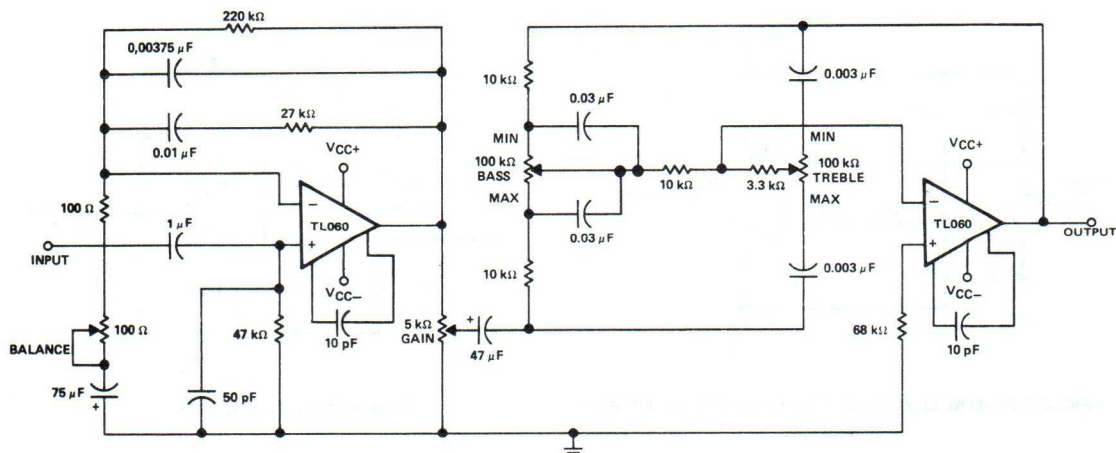 220 kΩ
0,00375 µF
0.01 µF
27 kΩ
100 Ω
1 µF
INPUT
VCC+
TL060
VCC−
10 pF
100 Ω
BALANCE
75 µF
47 kΩ
50 pF
5 kΩ
GAIN
47 µF
10 kΩ
0.03 µF
MIN
100 kΩ
BASS
MAX
0.03 µF
10 kΩ
10 kΩ
3.3 kΩ
0.003 µF
MIN
100 kΩ
TREBLE
MAX
0.003 µF
68 kΩ
VCC+
TL060
VCC−
10 pF
OUTPUT